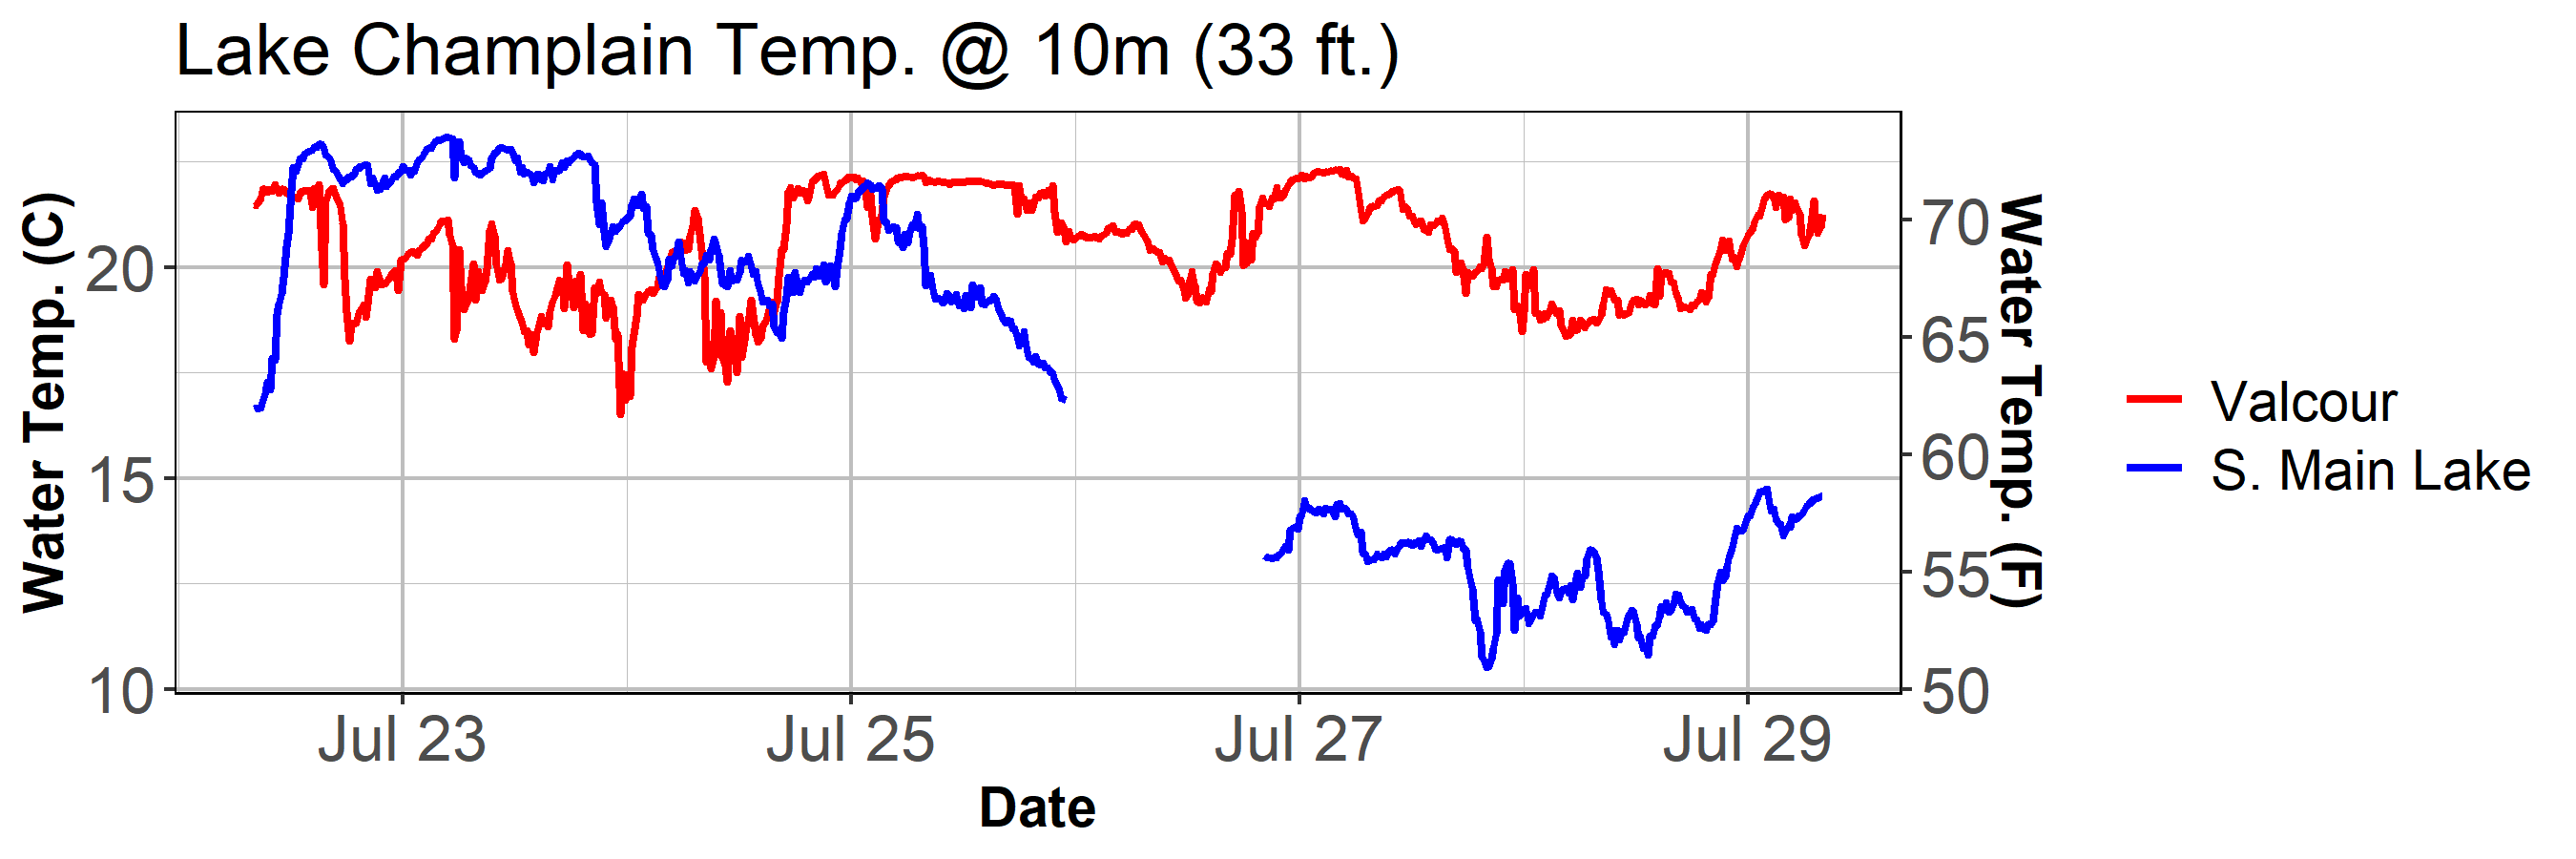 Lake Champlain Temp. @ 10m (33 ft.)
Water Temp. (C)
20
15
10
70
65
60
55
50
Water Temp. (F)
Jul 23
Jul 25
Jul 27
Jul 29
Date
Valcour
S. Main Lake